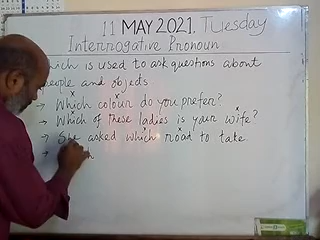 11 MAY 2021. Tuesday
Interrogative Pronoun
Which is used to ask questions about
people and objects
→ Which colour do you prefer?
→ Which of these ladies is your wife?
→ She asked which road to take.
→